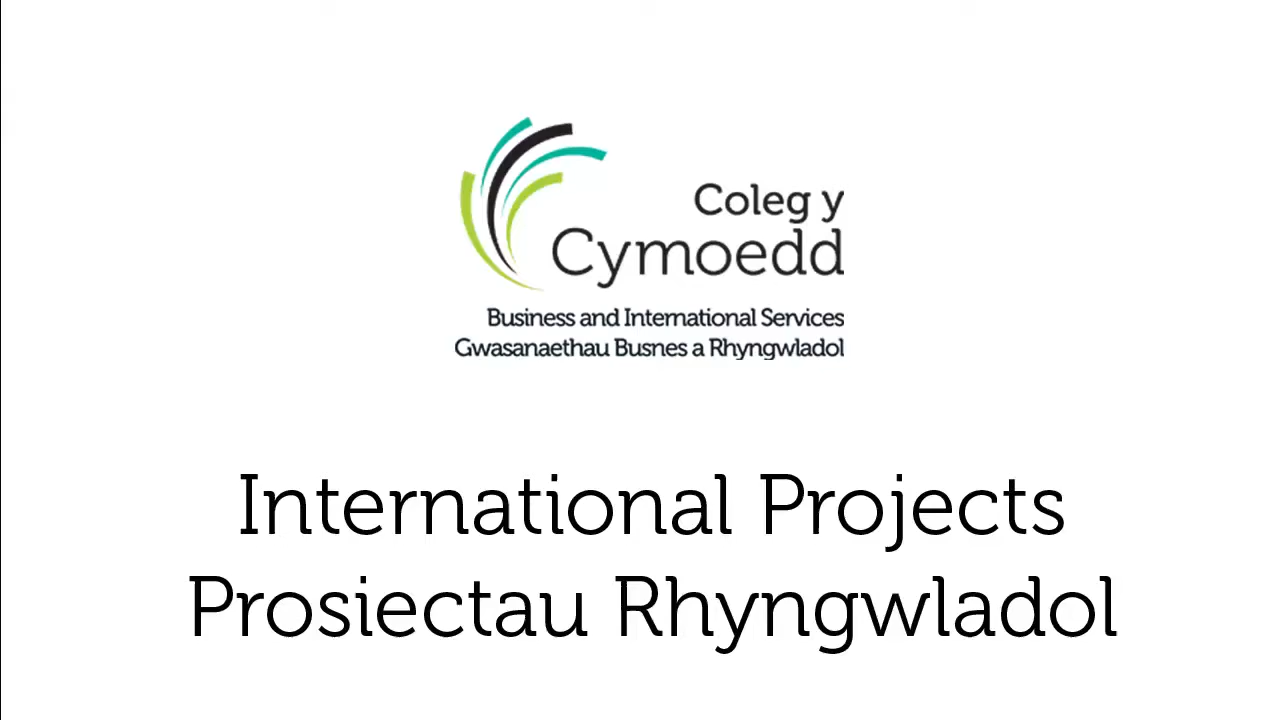 Coleg y
Cymoedd
Business and International Services
Gwasanaethau Busnes a Rhyngwladol
International Projects
Prosiectau Rhyngwladol